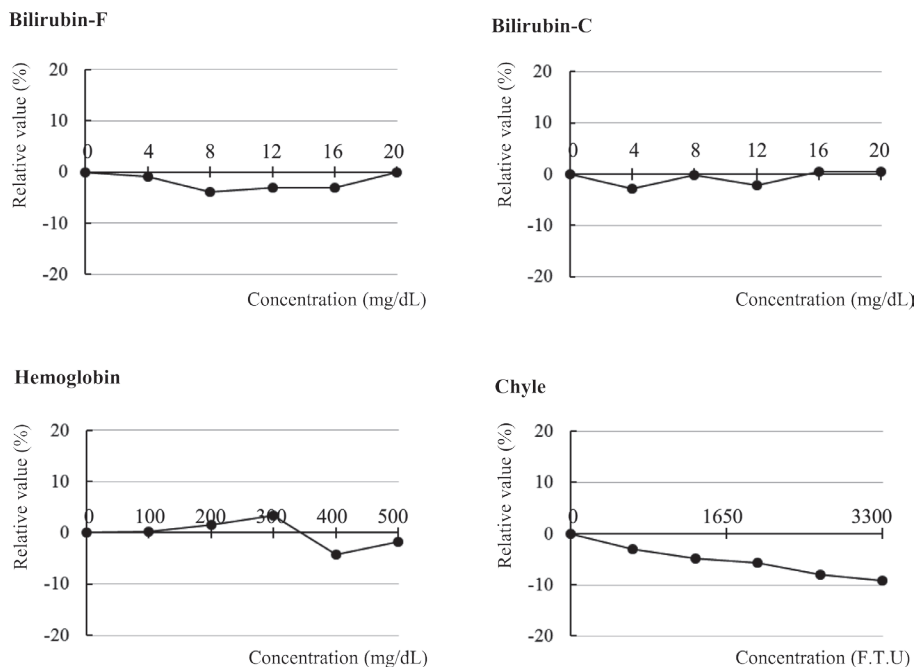 Bilirubin-F
Relative value (%)
20
10
0
-10
-20
0 4 8 12 16 20
Concentration (mg/dL)
Bilirubin-C
Relative value (%)
20
10
0
-10
-20
0 4 8 12 16 20
Concentration (mg/dL)
Hemoglobin
Relative value (%)
20
10
0
-10
-20
0 100 200 300 400 500
Concentration (mg/dL)
Chyle
Relative value (%)
20
10
0
-10
-20
0 1650 3300
Concentration (F.T.U)